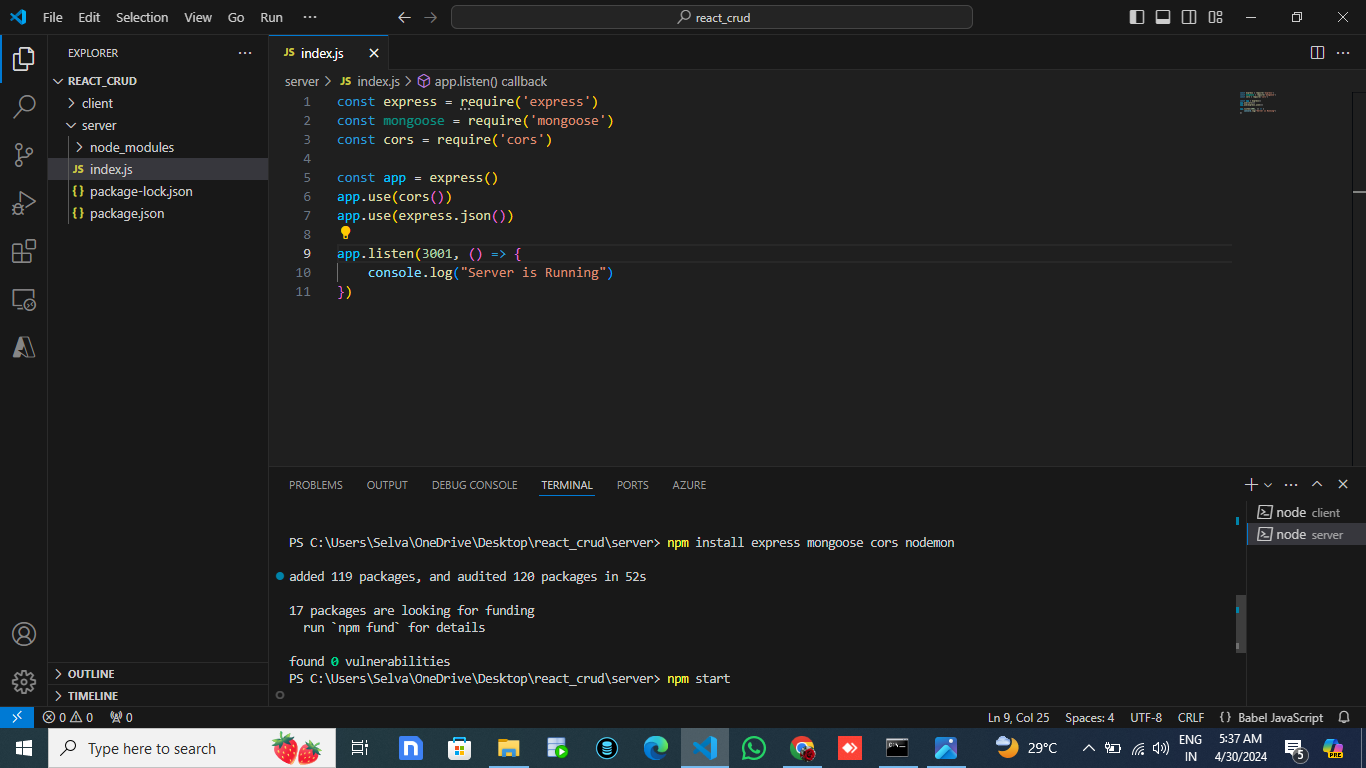 File Edit Selection View Go Run ··· react_crud
EXPLORER
REACT_CRUD
client
server
node_modules
JS index.js
{} package-lock.json
{} package.json
OUTLINE
TIMELINE
JS index.js
server > JS index.js > app.listen() callback
1 const express = require('express')
2 const mongoose = require('mongoose')
3 const cors = require('cors')
4
5 const app = express()
6 app.use(cors())
7 app.use(express.json())
8
9 app.listen(3001, () => {
10 console.log("Server is Running")
11 })
PROBLEMS OUTPUT DEBUG CONSOLE TERMINAL PORTS AZURE
node client
node server
PS C:\Users\Selva\OneDrive\Desktop\react_crud\server> npm install express mongoose cors nodemon
added 119 packages, and audited 120 packages in 52s
17 packages are looking for funding
run `npm fund` for details
found 0 vulnerabilities
PS C:\Users\Selva\OneDrive\Desktop\react_crud\server> npm start
0 0 0 Ln 9, Col 25 Spaces: 4 UTF-8 CRLF {} Babel JavaScript
Type here to search 29°C ENG IN 5:37 AM 4/30/2024 5 PRE